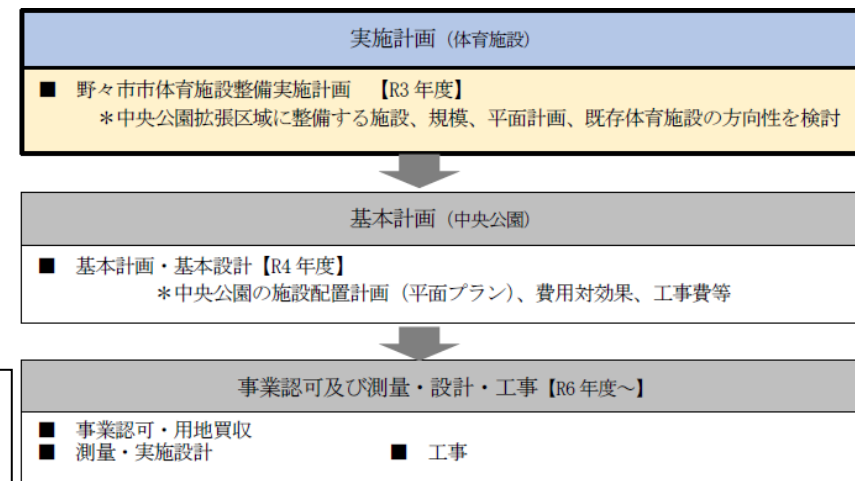 実施計画（体育施設）
■ 野々市市体育施設整備実施計画 【R3年度】
＊中央公園拡張区域に整備する施設、規模、平面計画、既存体育施設の方向性を検討
基本計画（中央公園）
■ 基本計画・基本設計【R4年度】
＊中央公園の施設配置計画（平面プラン）、費用対効果、工事費等
事業認可及び測量・設計・工事【R6年度～】
■ 事業認可・用地買収
■ 測量・実施設計 ■ 工事